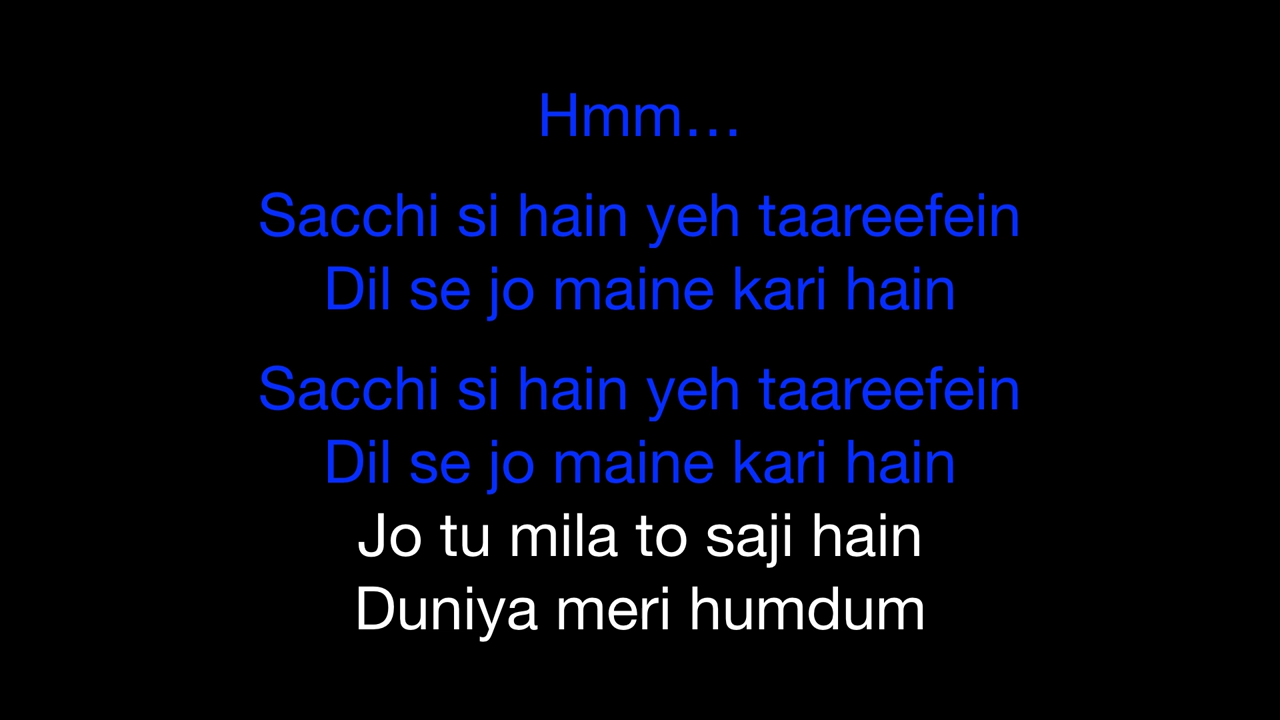 Hmm…
Sacchi si hain yeh taareefein
Dil se jo maine kari hain
Sacchi si hain yeh taareefein
Dil se jo maine kari hain
Jo tu mila to saji hain
Duniya meri humdum